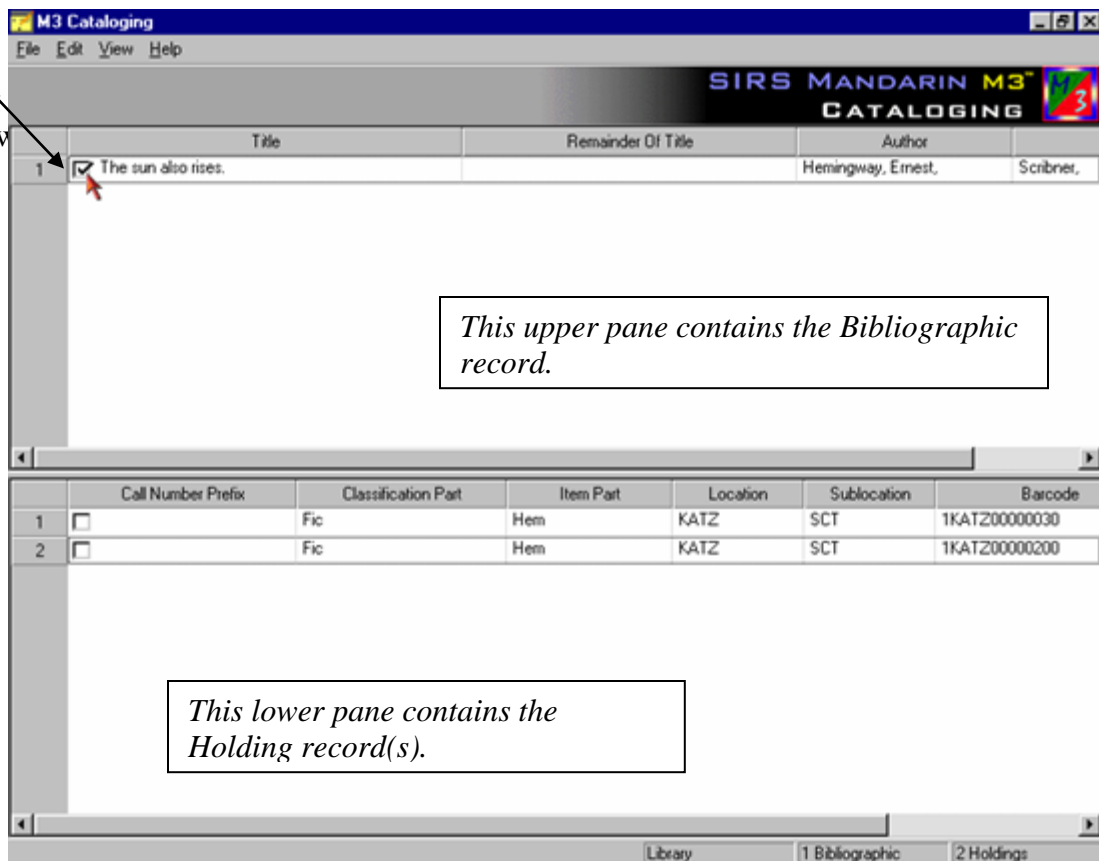 M3 Cataloging
File Edit View Help
SIRS MANDARIN M3™
CATALOGING
Title Remainder Of Title Author
1 The sun also rises. Hemingway, Ernest, Scribner,
This upper pane contains the Bibliographic
record.
Call Number Prefix Classification Part Item Part Location Sublocation Barcode
1 Fic Hem KATZ SCT 1KATZ00000030
2 Fic Hem KATZ SCT 1KATZ00000200
This lower pane contains the
Holding record(s).
Library 1 Bibliographic 2 Holdings